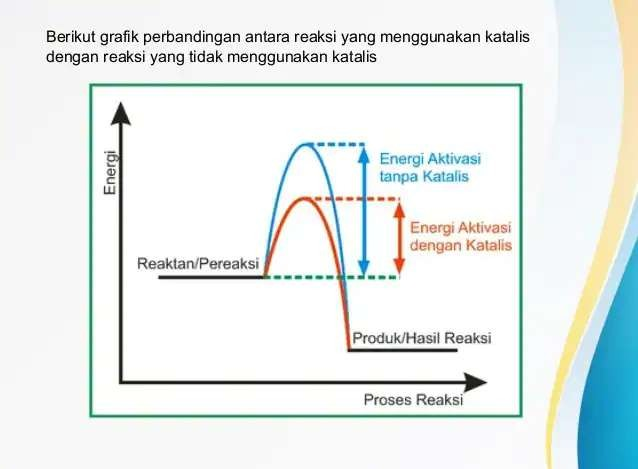 Berikut grafik perbandingan antara reaksi yang menggunakan katalis
dengan reaksi yang tidak menggunakan katalis
Energi
Energi Aktivasi
tanpa Katalis
Energi Aktivasi
dengan Katalis
Reaktan/Pereaksi
Produk/Hasil Reaksi
Proses Reaksi